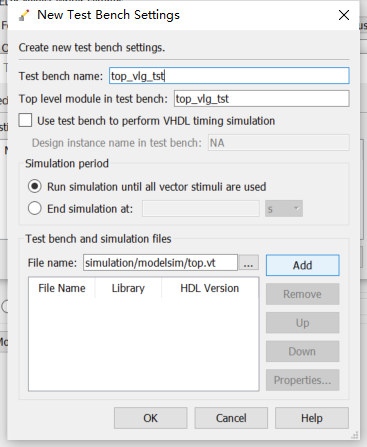 New Test Bench Settings
Create new test bench settings.
Test bench name: top_vlg_tst
Top level module in test bench: top_vlg_tst
Use test bench to perform VHDL timing simulation
Design instance name in test bench: NA
Simulation period
Run simulation until all vector stimuli are used
End simulation at: s
Test bench and simulation files
File name: simulation/modelsim/top.vt ... Add
File Name Library HDL Version
Remove
Up
Down
Properties...
OK Cancel Help